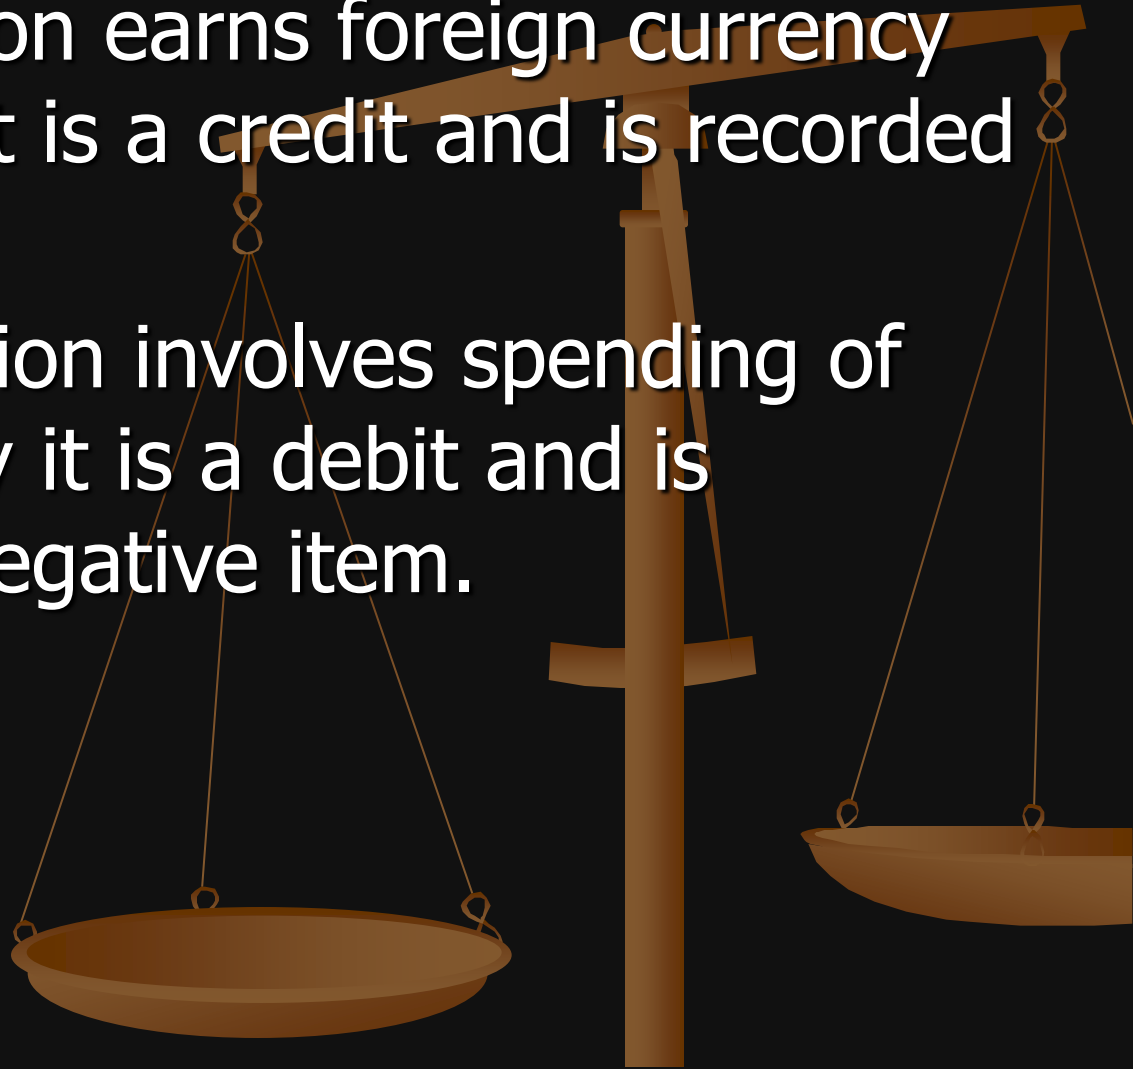 on earns foreign currency
t is a credit and is recorded
ion involves spending of
y it is a debit and is
egative item.